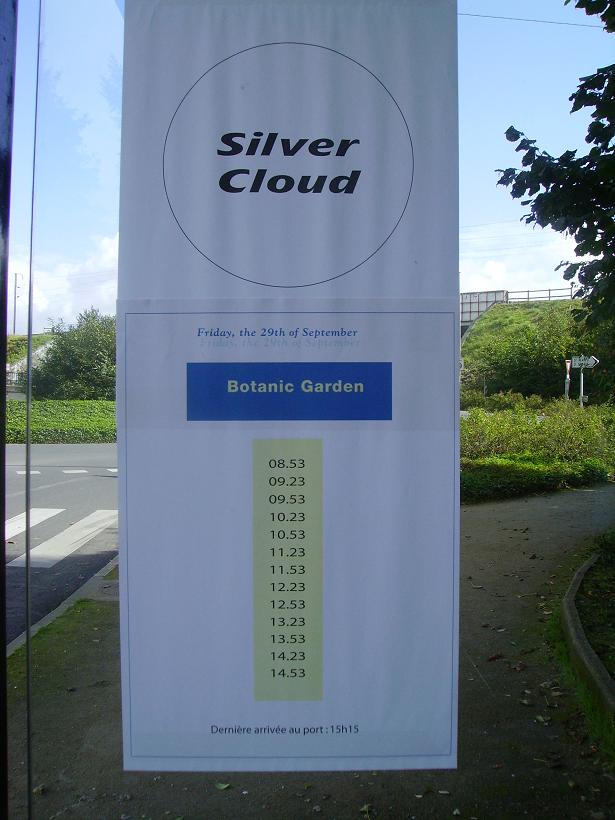 Silver
Cloud
Friday, the 29th of September
Botanic Garden
08.53
09.23
09.53
10.23
10.53
11.23
11.53
12.23
12.53
13.23
13.53
14.23
14.53
Dernière arrivée au port : 15h15